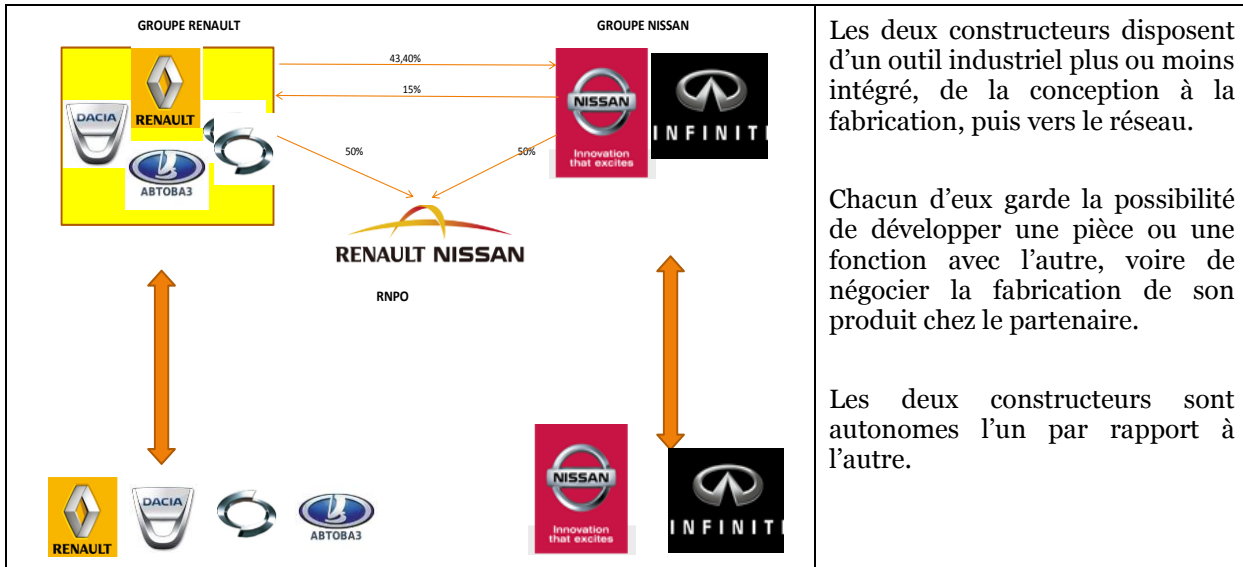 GROUPE RENAULT
GROUPE NISSAN
43,40%
15%
DACIA
RENAULT
АВТОВАЗ
NISSAN
Innovation
that excites
INFINITI
50%
50%
RENAULT NISSAN
RNPO
RENAULT
DACIA
АВТОВАЗ
NISSAN
Innovation
that excites
INFINITI
Les deux constructeurs disposent
d’un outil industriel plus ou moins
intégré, de la conception à la
fabrication, puis vers le réseau.
Chacun d’eux garde la possibilité
de développer une pièce ou une
fonction avec l’autre, voire de
négocier la fabrication de son
produit chez le partenaire.
Les deux constructeurs sont
autonomes l’un par rapport à
l’autre.